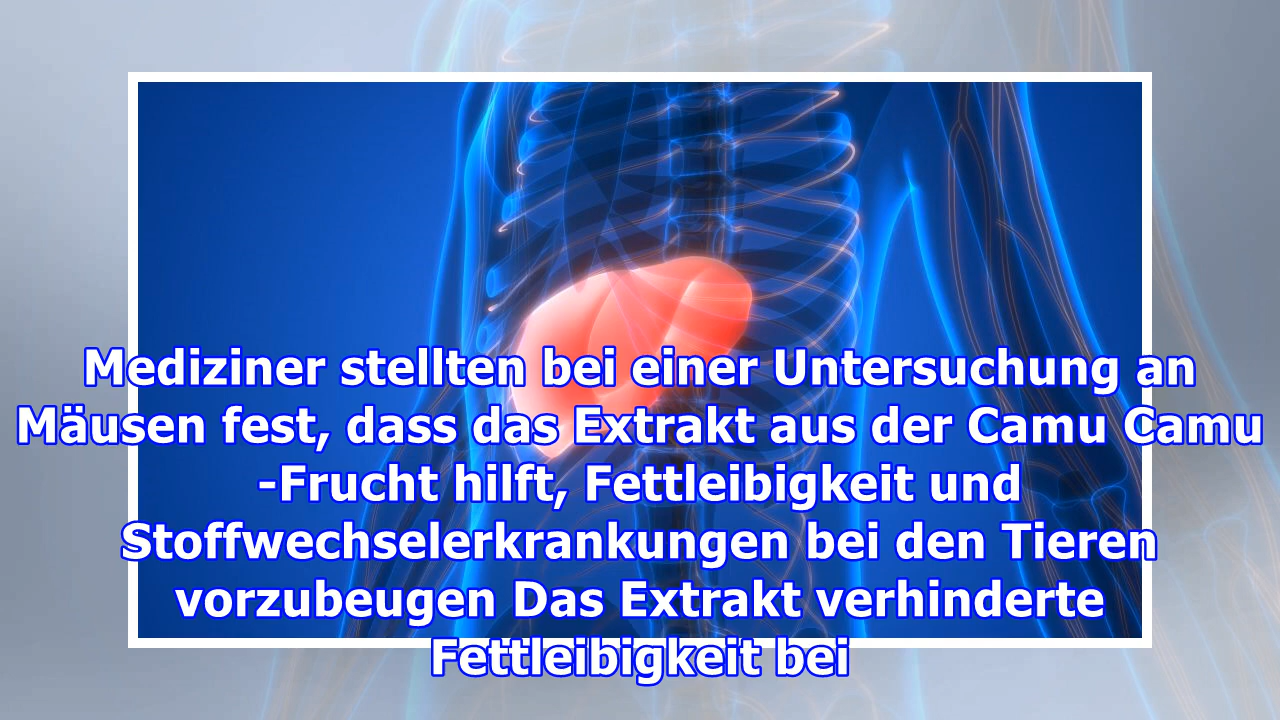 Mediziner stellten bei einer Untersuchung an
Mäusen fest, dass das Extrakt aus der Camu Camu
-Frucht hilft, Fettleibigkeit und
Stoffwechselerkrankungen bei den Tieren
vorzubeugen Das Extrakt verhinderte
Fettleibigkeit bei